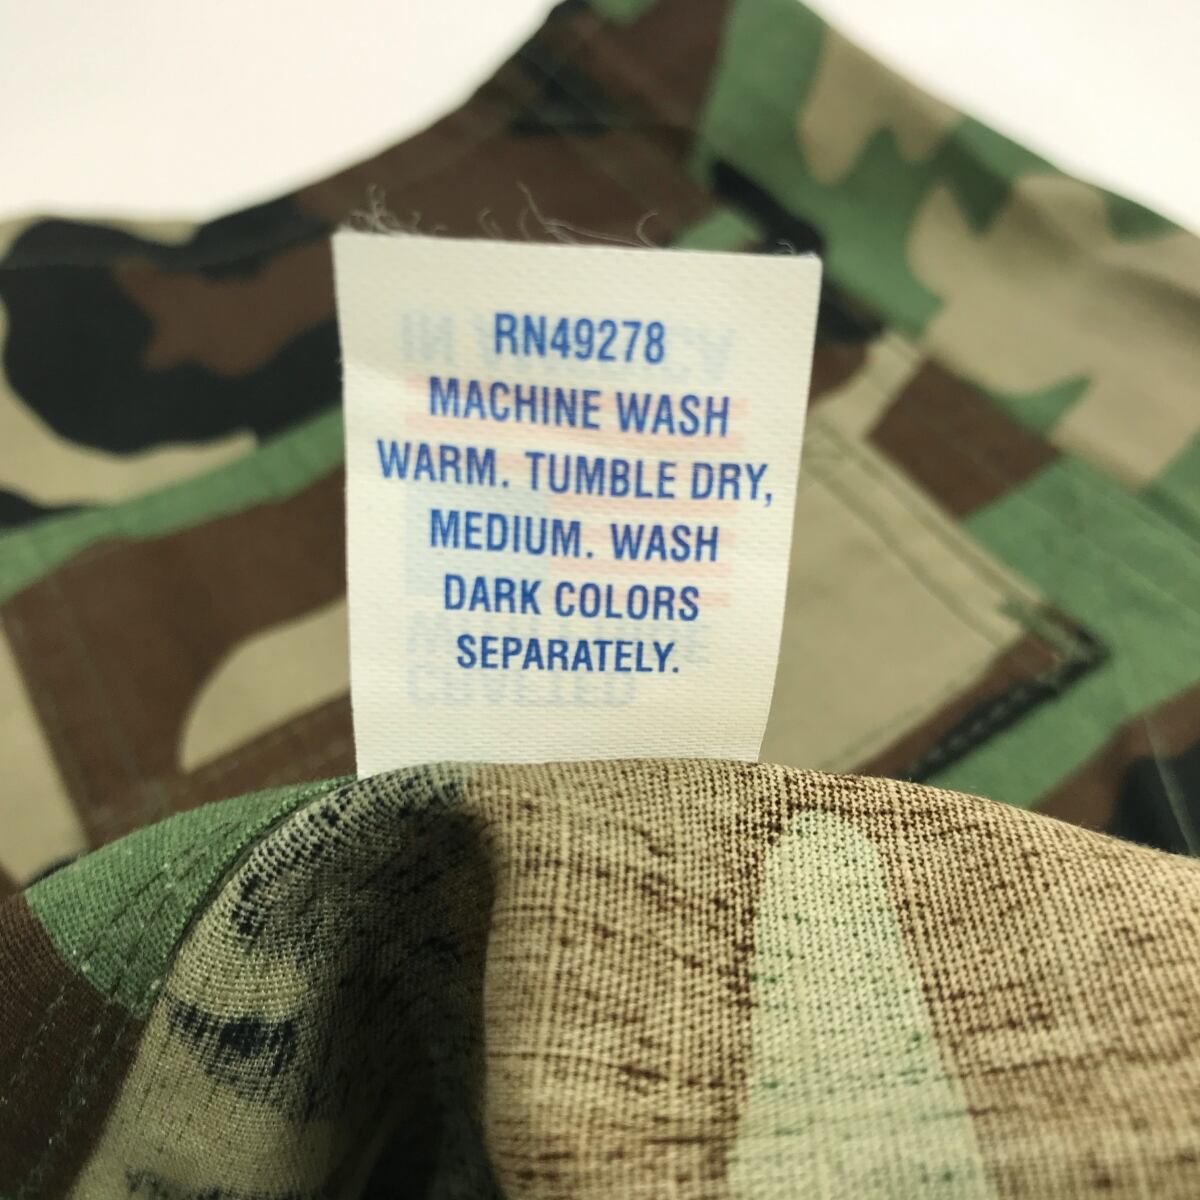 RN49278
MACHINE WASH
WARM. TUMBLE DRY,
MEDIUM. WASH
DARK COLORS
SEPARATELY.